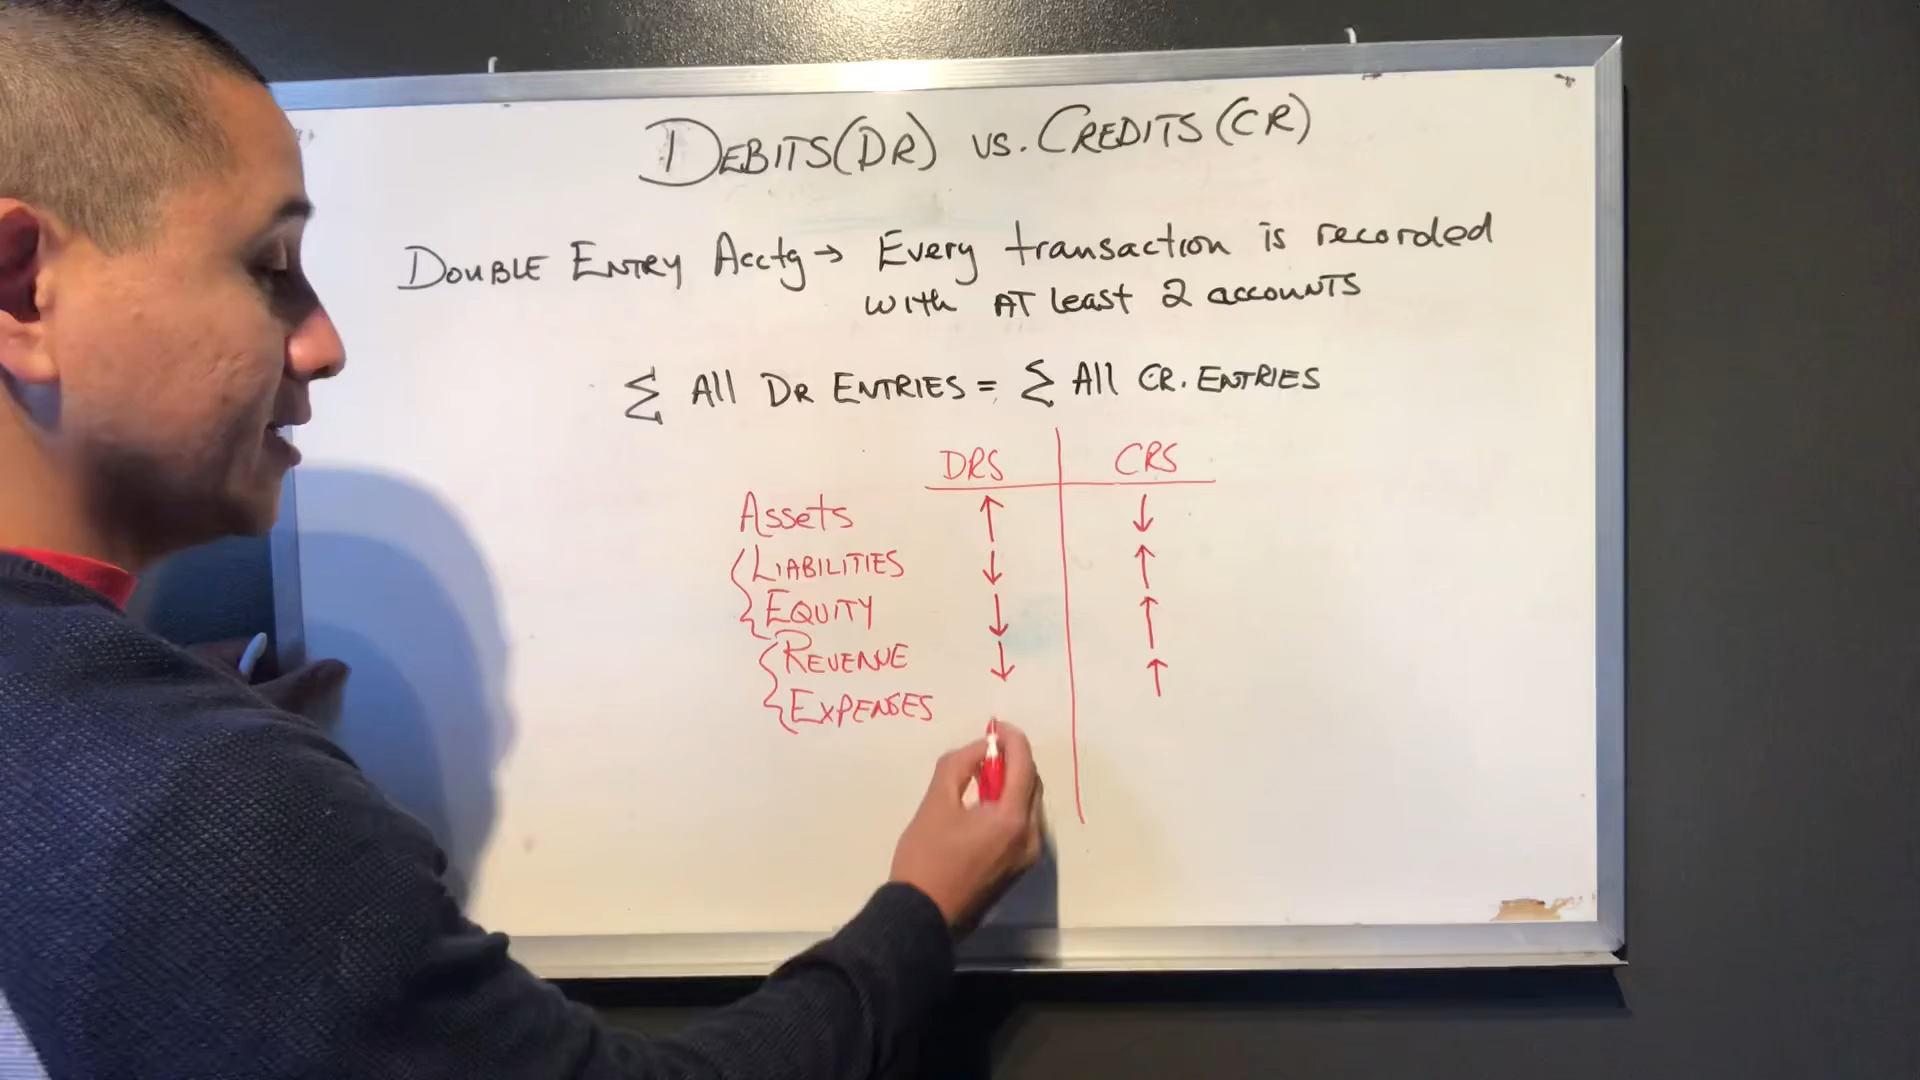 DEBITS (DR) vs. CREDITS (CR)
DOUBLE ENTRY Acctg → Every transaction is recorded
with AT least 2 accounts
∑ All DR ENTRIES = ∑ All CR. ENTRIES
DRS CRS
Assets ↑ ↓
LIABILITIES ↓ ↑
EQUITY ↓ ↑
REVENUE ↓ ↑
EXPENSES